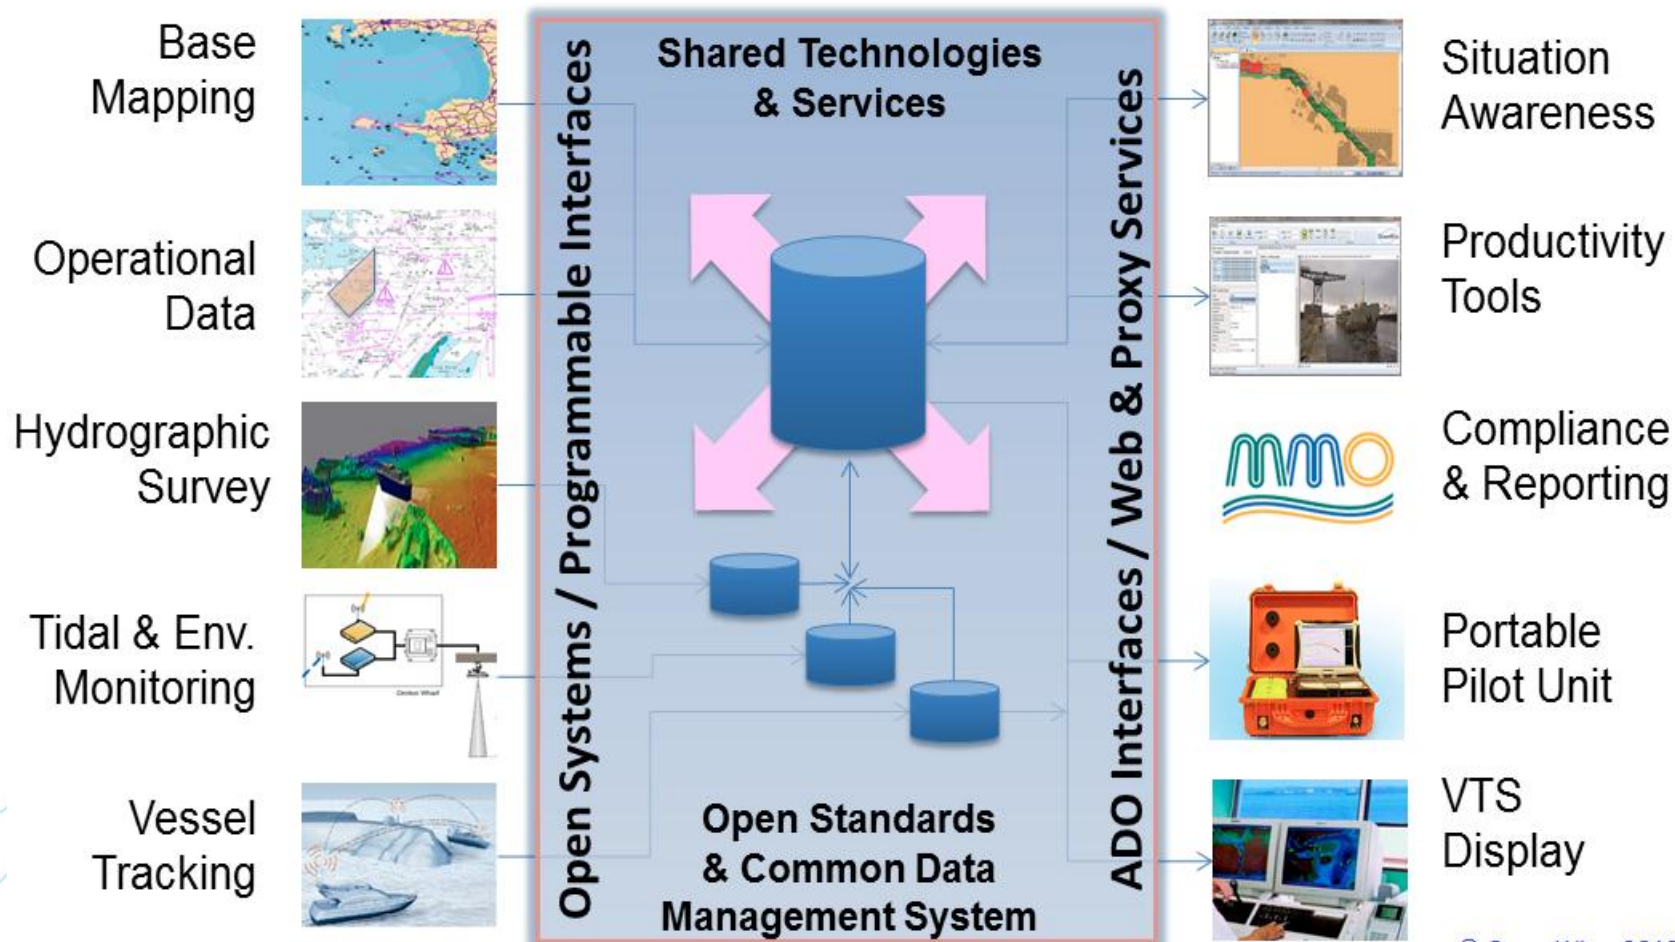 Base
Mapping
Operational
Data
Hydrographic
Survey
Tidal & Env.
Monitoring
Vessel
Tracking
Open Systems / Programmable Interfaces
Shared Technologies
& Services
Open Standards
& Common Data
Management System
ADO Interfaces / Web & Proxy Services
mmo
Situation
Awareness
Productivity
Tools
Compliance
& Reporting
Portable
Pilot Unit
VTS
Display